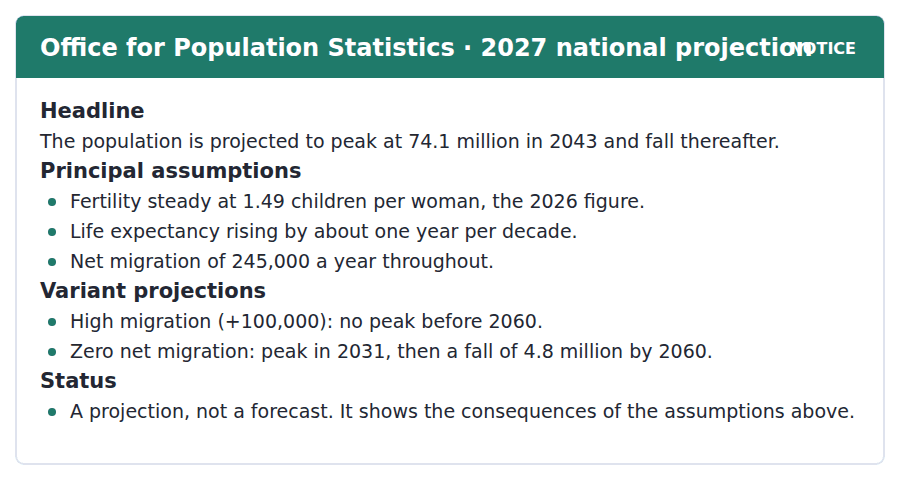 Office for Population Statistics · 2027 national projection
NOTICE
Headline
The population is projected to peak at 74.1 million in 2043 and fall thereafter.
Principal assumptions
Fertility steady at 1.49 children per woman, the 2026 figure.
Life expectancy rising by about one year per decade.
Net migration of 245,000 a year throughout.
Variant projections
High migration (+100,000): no peak before 2060.
Zero net migration: peak in 2031, then a fall of 4.8 million by 2060.
Status
A projection, not a forecast. It shows the consequences of the assumptions above.